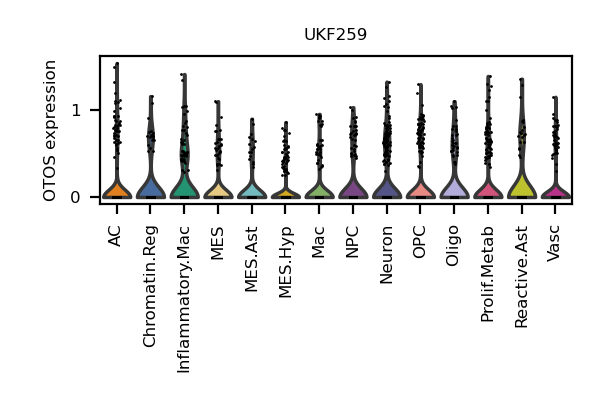 UKF259
OTOS expression
1
0
AC
Chromatin.Reg
Inflammatory.Mac
MES
MES.Ast
MES.Hyp
Mac
NPC
Neuron
OPC
Oligo
Prolif.Metab
Reactive.Ast
Vasc